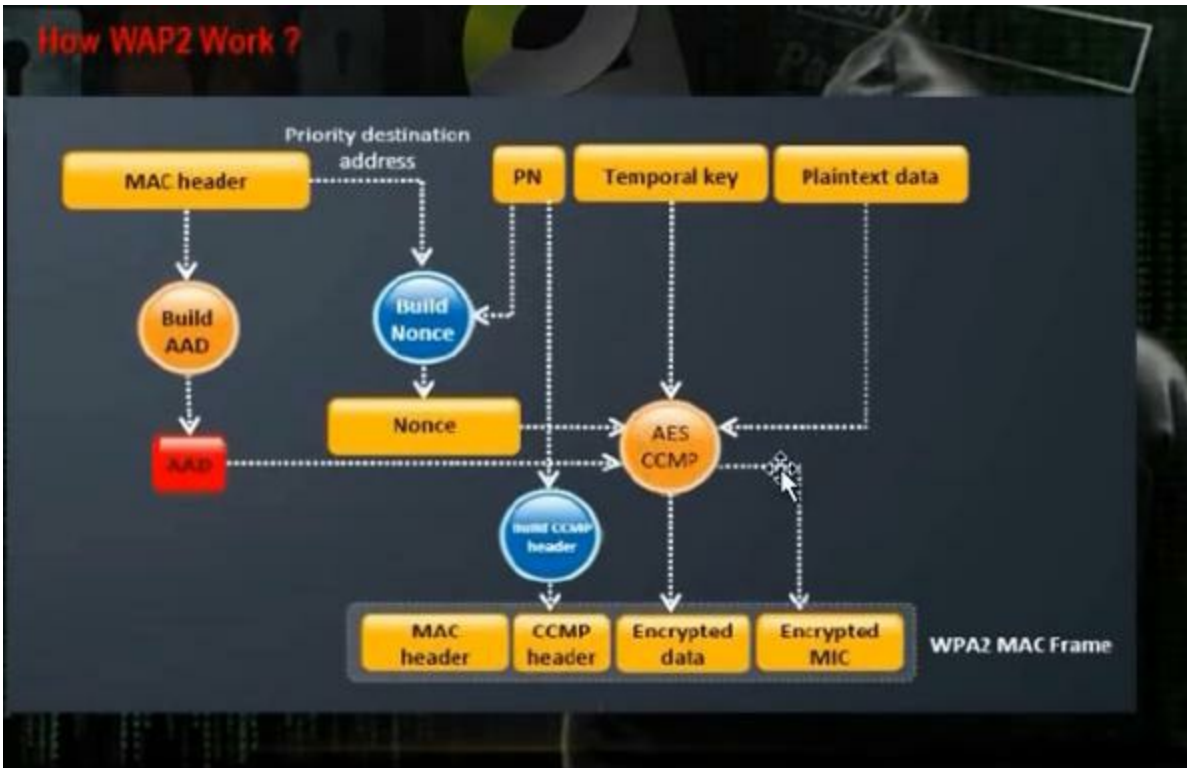 How WAP2 Work ?
Priority destination
address
MAC header
PN
Temporal key
Plaintext data
Build
AAD
Build
Nonce
Nonce
AES
CCMP
AAD
Build CCMP
header
MAC
header
CCMP
header
Encrypted
data
Encrypted
MIC
WPA2 MAC Frame